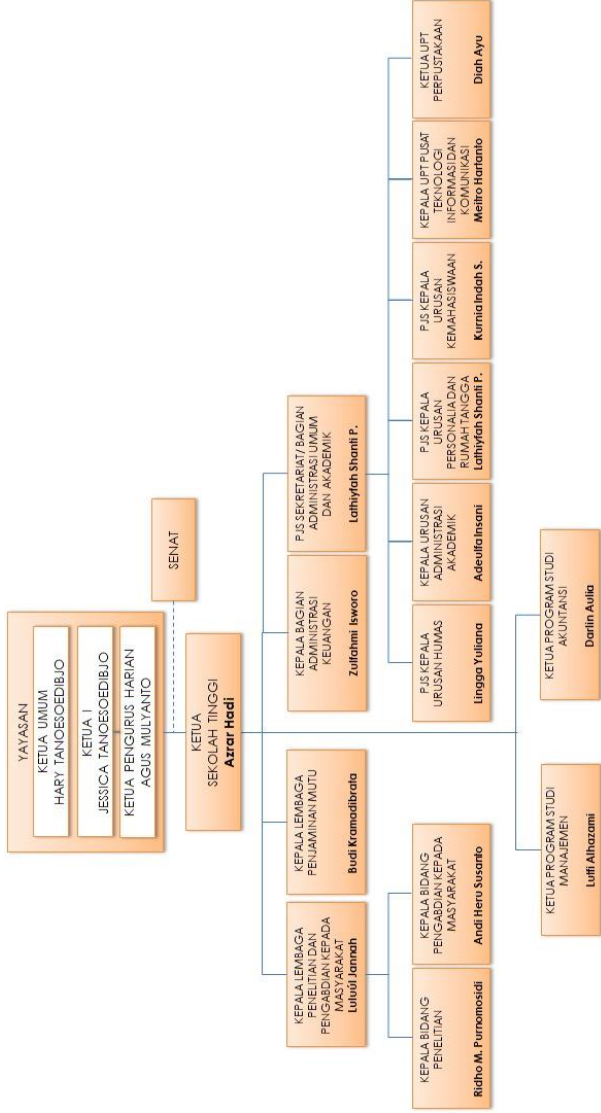 YAYASAN
KETUA UMUM
HARY TANOESOEDIBJO
KETUA I
JESSICA TANOESOEDIBJO
KETUA PENGURUS HARIAN
AGUS MULYANTO
SENAT
KETUA
SEKOLAH TINGGI
Azrar Hadi
KEPALA LEMBAGA
PENELITIAN DAN
PENGABDIAN KEPADA
MASYARAKAT
Luluúl Jannah
KEPALA LEMBAGA
PENJAMINAN MUTU
Budi Kramadibrata
KEPALA BAGIAN
ADMINISTRASI
KEUANGAN
Zulfahmi Isworo
PJS SEKRETARIAT/ BAGIAN
ADMINISTRASI UMUM
DAN AKADEMIK
Lathiyfah Shanti P.
KEPALA BIDANG
PENELITIAN
Ridho M. Purnomosidi
KEPALA BIDANG
PENGABDIAN KEPADA
MASYARAKAT
Andi Heru Susanto
PJS KEPALA
URUSAN HUMAS
Lingga Yuliana
KEPALA URUSAN
ADMINISTRASI
AKADEMIK
Adeulfa Insani
PJS KEPALA
URUSAN
PERSONALIA DAN
RUMAH TANGGA
Lathiyfah Shanti P.
PJS KEPALA
URUSAN
KEMAHASISWAAN
Kurnia Indah S.
KEPALA UPT PUSAT
TEKNOLOGI
INFORMASI DAN
KOMUNIKASI
Meitro Hartanto
KETUA UPT
PERPUSTAKAAN
Diah Ayu
KETUA PROGRAM STUDI
MANAJEMEN
Lutfi Alhazami
KETUA PROGRAM STUDI
AKUNTANSI
Darlin Aulia